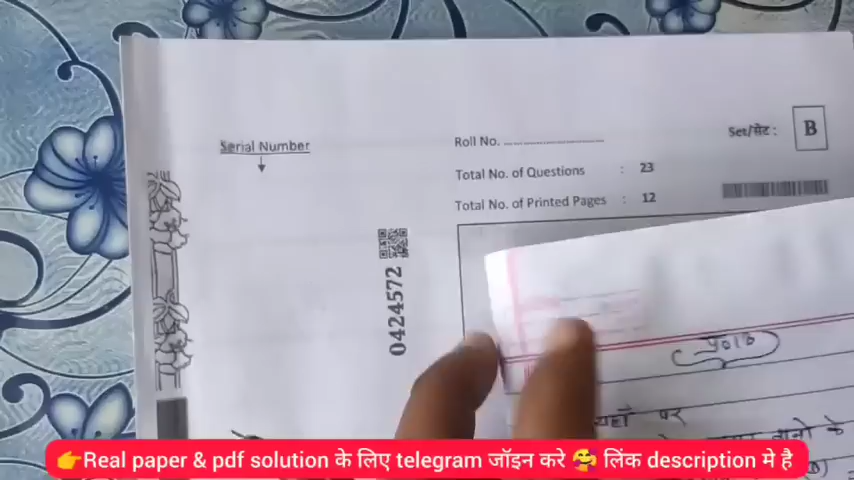 Serial Number
Roll No. ........................
Set/सेट : B
Total No. of Questions : 23
Total No. of Printed Pages : 12
0424572
यहाँ पर
👉Real paper & pdf solution के लिए telegram जॉइन करे 🥰 लिंक description मे है